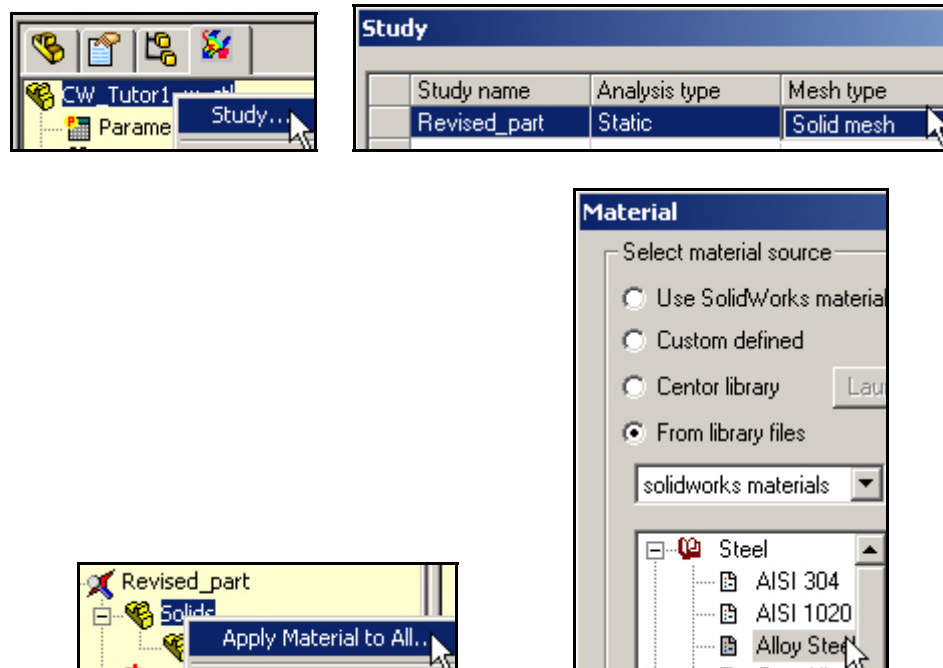 CW_Tutor1
Parame
Study...
Study
Study name Analysis type Mesh type
Revised_part Static Solid mesh
Material
Select material source
Use SolidWorks material
Custom defined
Centor library Lau
From library files
solidworks materials
Steel
AISI 304
AISI 1020
Alloy Steel
Revised_part
Solids
Apply Material to All...